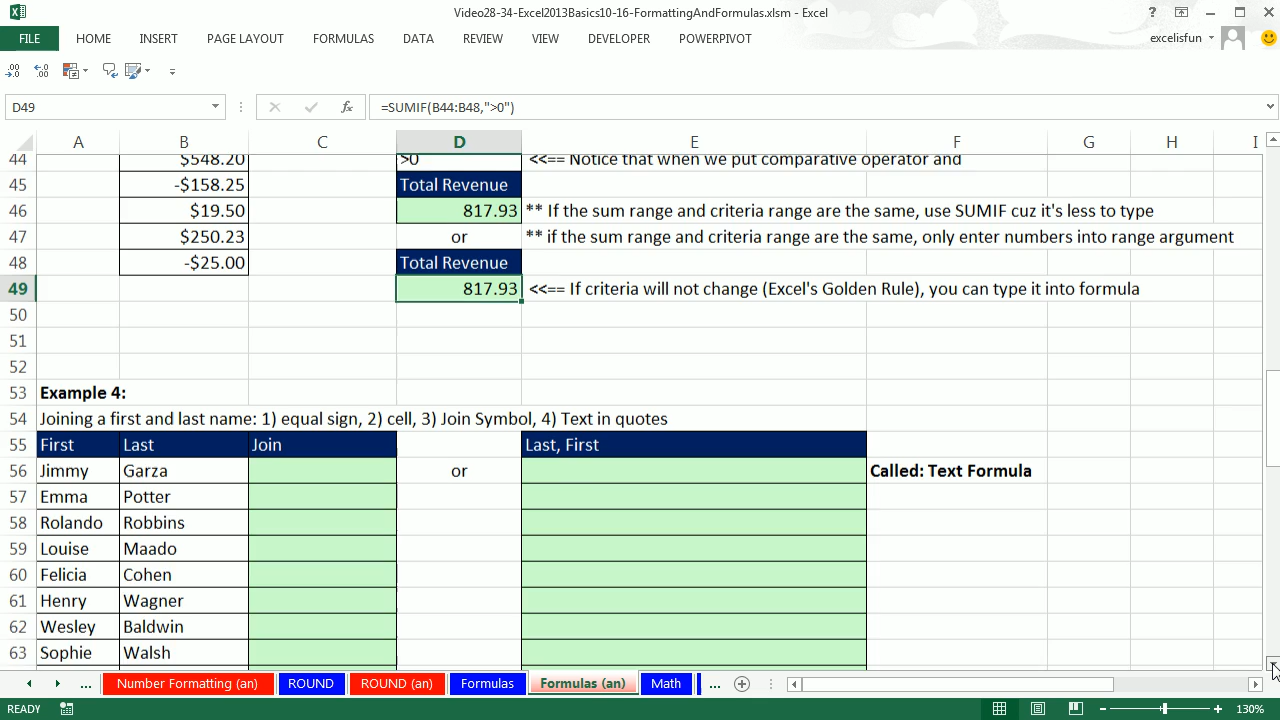 Video28-34-Excel2013Basics10-16-FormattingAndFormulas.xlsm - Excel
FILE HOME INSERT PAGE LAYOUT FORMULAS DATA REVIEW VIEW DEVELOPER POWERPIVOT excelisfun
D49 fx =SUMIF(B44:B48,">0")
A B C D E F G H I
44 $548.20 >0 <<== Notice that when we put comparative operator and
45 -$158.25 Total Revenue
46 $19.50 817.93 ** If the sum range and criteria range are the same, use SUMIF cuz it's less to type
47 $250.23 or ** if the sum range and criteria range are the same, only enter numbers into range argument
48 -$25.00 Total Revenue
49 817.93 <<== If criteria will not change (Excel's Golden Rule), you can type it into formula
50
51
52
53 Example 4:
54 Joining a first and last name: 1) equal sign, 2) cell, 3) Join Symbol, 4) Text in quotes
55 First Last Join Last, First
56 Jimmy Garza or Called: Text Formula
57 Emma Potter
58 Rolando Robbins
59 Louise Maado
60 Felicia Cohen
61 Henry Wagner
62 Wesley Baldwin
63 Sophie Walsh
... Number Formatting (an) ROUND ROUND (an) Formulas Formulas (an) Math ...
READY 130%